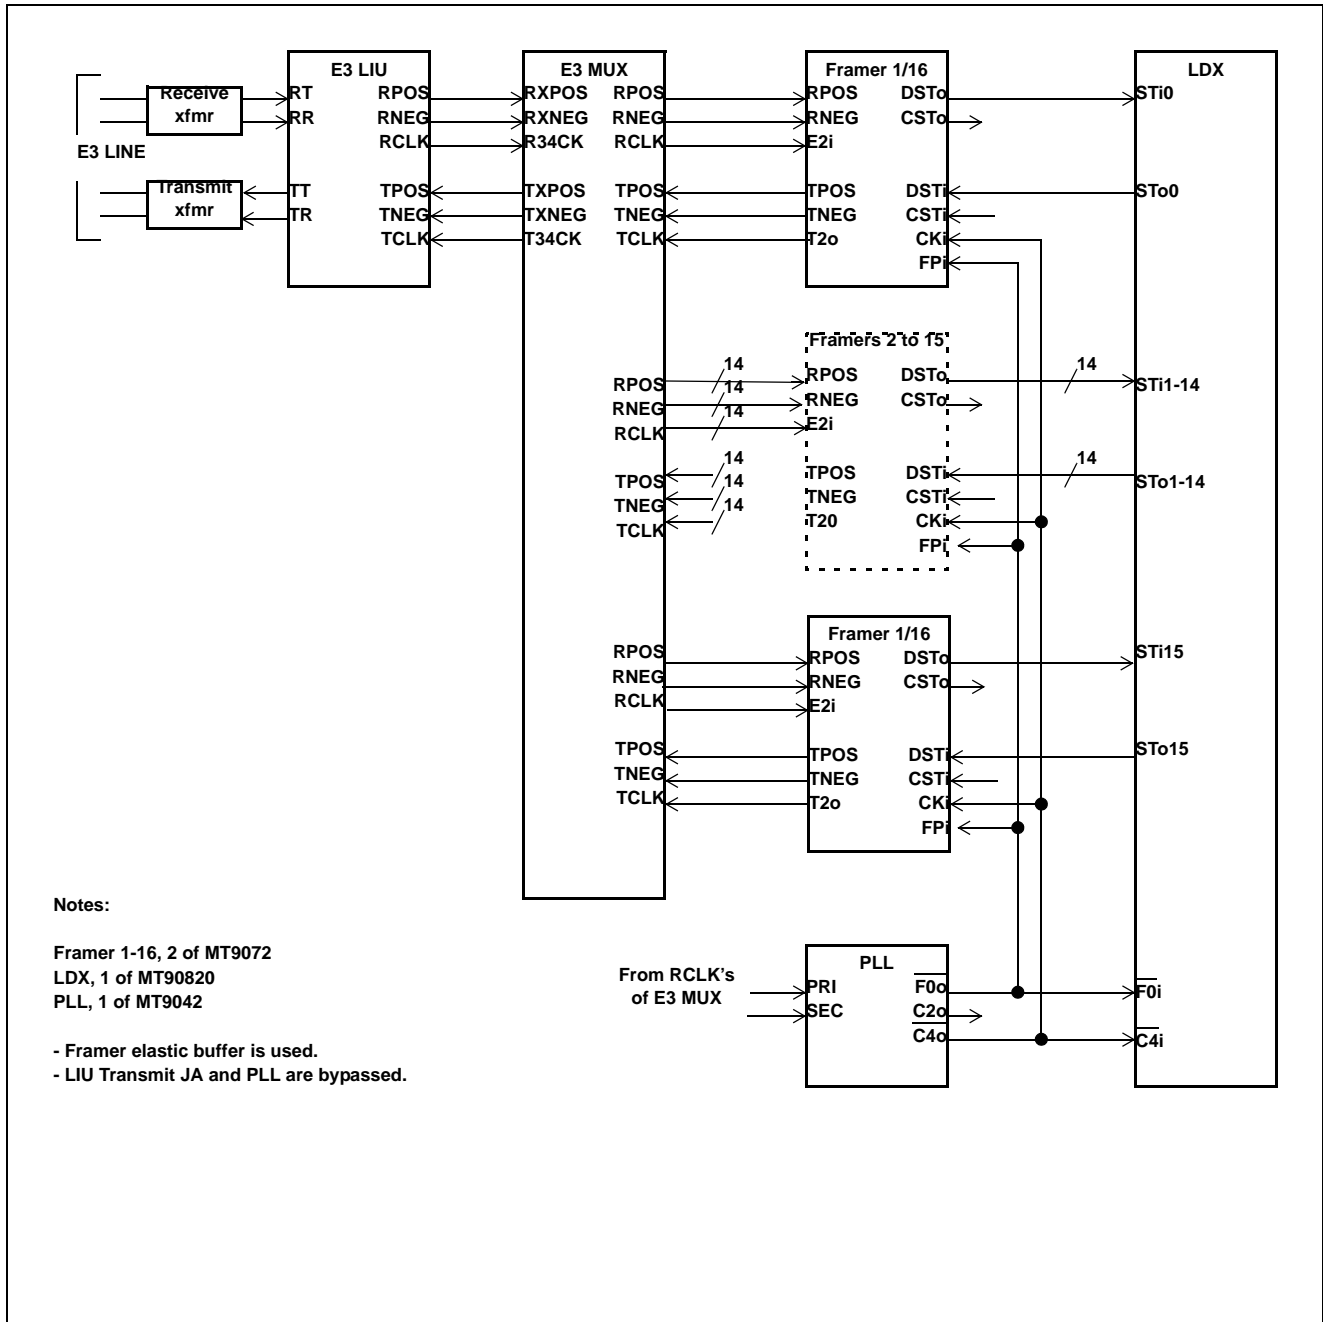 E3 LIU
E3 MUX
Framer 1/16
LDX
Receive
xfmr
RT
RR
RPOS
RNEG
RCLK
RXPOS
RXNEG
R34CK
RPOS
RNEG
RCLK
RPOS
RNEG
E2i
DSTo
CSTo
STi0
E3 LINE
Transmit
xfmr
TT
TR
TPOS
TNEG
TCLK
TXPOS
TXNEG
T34CK
TPOS
TNEG
TCLK
TPOS
TNEG
T2o
DSTi
CSTi
CKi
FPi
STo0
Framers 2 to 15
RPOS
RNEG
RCLK
14
14
14
RPOS
RNEG
E2i
DSTo
CSTo
14
STi1-14
TPOS
TNEG
TCLK
14
14
14
TPOS
TNEG
T20
DSTi
CSTi
CKi
FPi
14
STo1-14
Framer 1/16
RPOS
RNEG
RCLK
RPOS
RNEG
E2i
DSTo
CSTo
STi15
TPOS
TNEG
TCLK
TPOS
TNEG
T2o
DSTi
CSTi
CKi
FPi
STo15
Notes:
Framer 1-16, 2 of MT9072
LDX, 1 of MT90820
PLL, 1 of MT9042
- Framer elastic buffer is used.
- LIU Transmit JA and PLL are bypassed.
From RCLK's
of E3 MUX
PLL
PRI
SEC
F0o
C2o
C4o
F0i
C4i